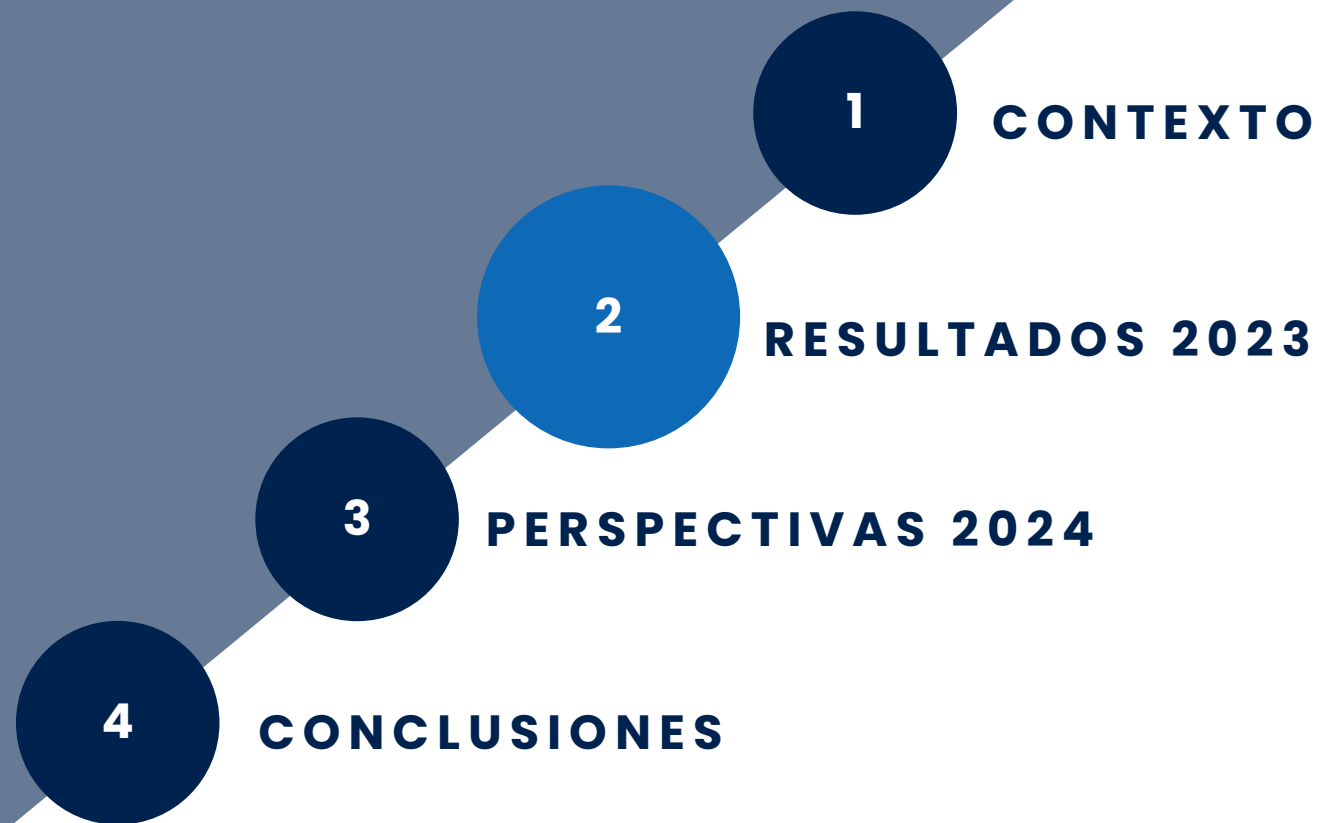 1
CONTEXTO
2
RESULTADOS 2023
3
PERSPECTIVAS 2024
4
CONCLUSIONES